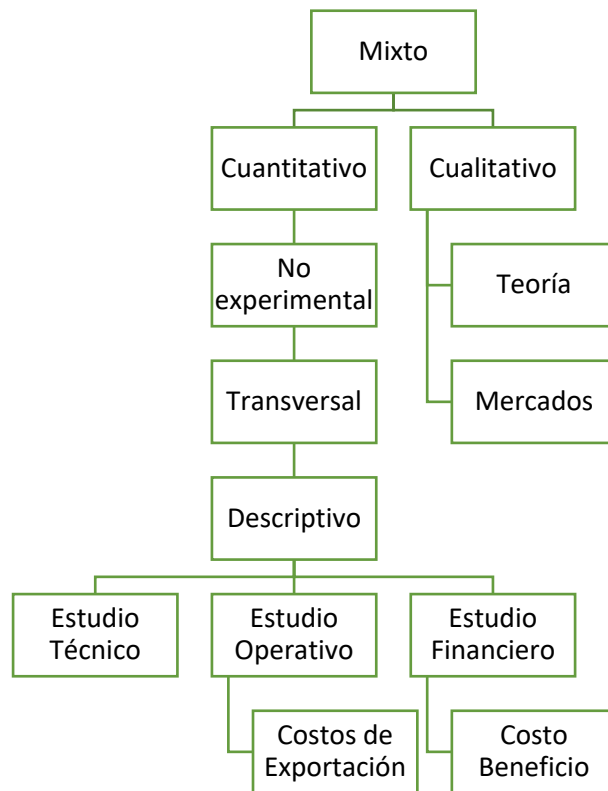 Mixto
Cuantitativo
Cualitativo
No
experimental
Teoría
Transversal
Mercados
Descriptivo
Estudio
Técnico
Estudio
Operativo
Estudio
Financiero
Costos de
Exportación
Costo
Beneficio